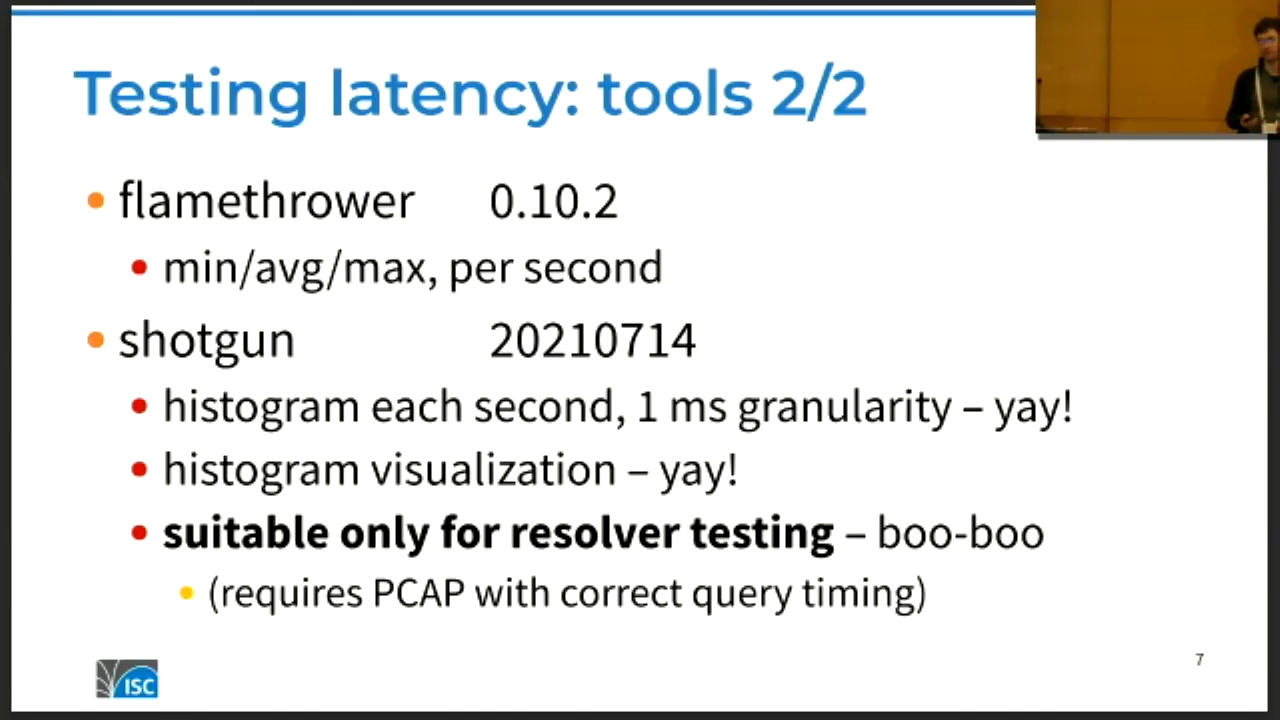 Testing latency: tools 2/2
flamethrower 0.10.2
min/avg/max, per second
shotgun 20210714
histogram each second, 1 ms granularity – yay!
histogram visualization – yay!
suitable only for resolver testing – boo-boo
(requires PCAP with correct query timing)
ISC
7